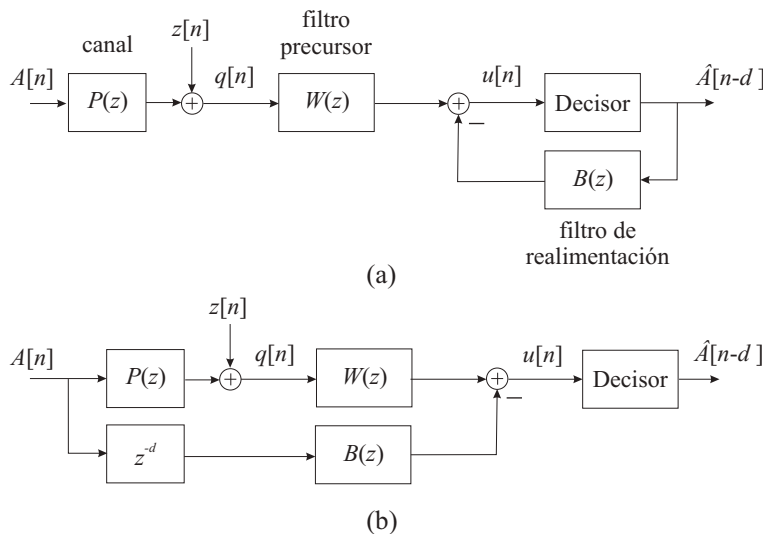 filtro
precursor
canal
z[n]
A[n]
P(z)
q[n]
W(z)
u[n]
Decisor
Â[n-d]
B(z)
filtro de
realimentación
(a)
z[n]
A[n]
P(z)
q[n]
W(z)
u[n]
Decisor
Â[n-d]
z^-d
B(z)
(b)